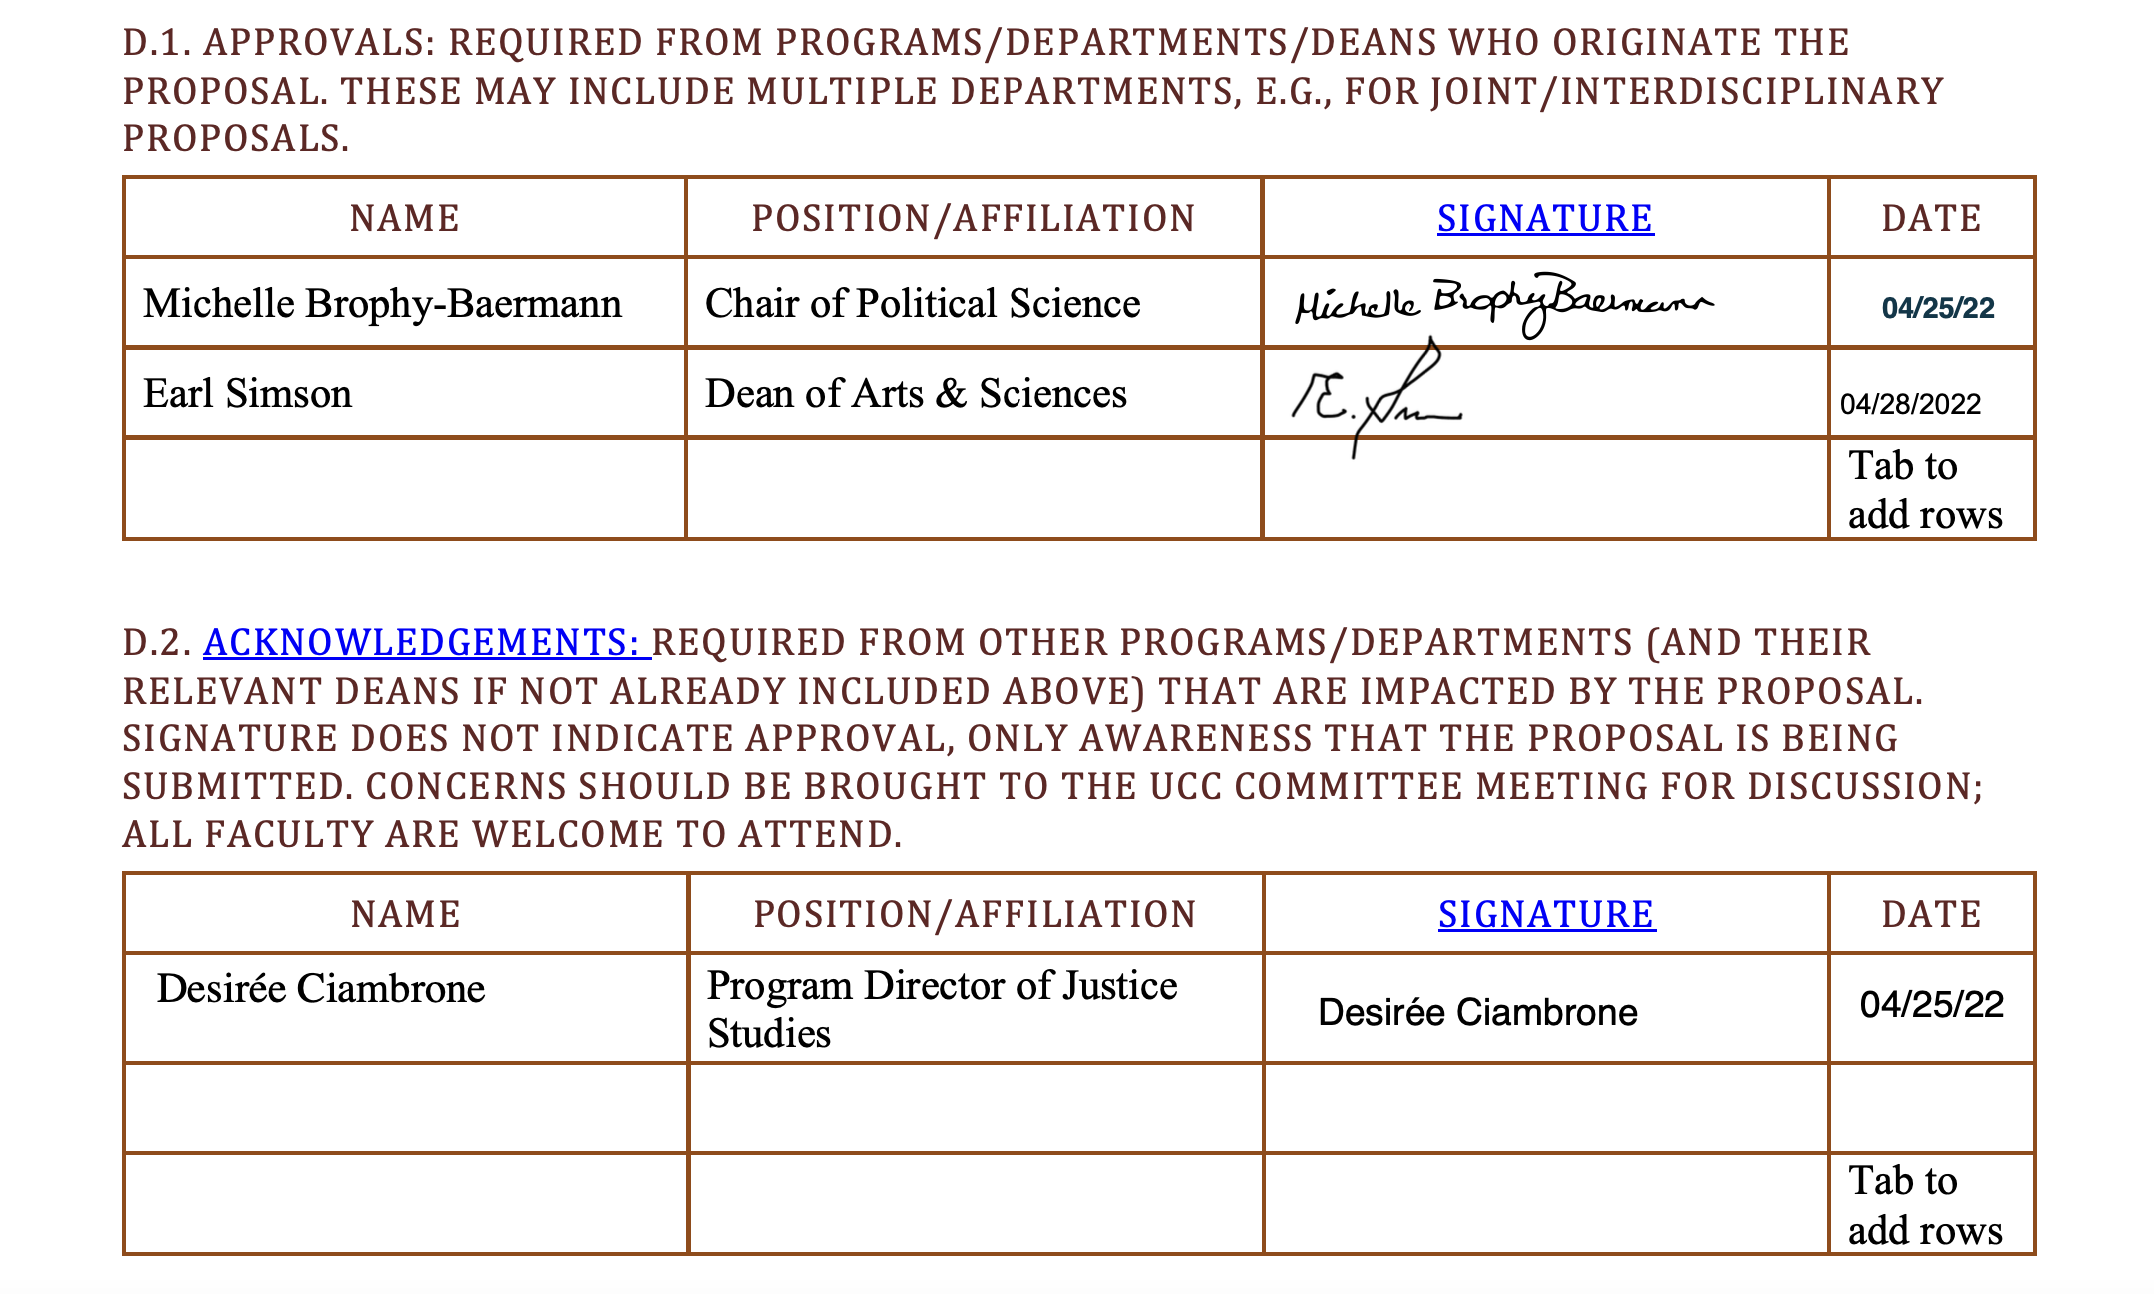 D.1. APPROVALS: REQUIRED FROM PROGRAMS/DEPARTMENTS/DEANS WHO ORIGINATE THE
PROPOSAL. THESE MAY INCLUDE MULTIPLE DEPARTMENTS, E.G., FOR JOINT/INTERDISCIPLINARY
PROPOSALS.
NAME POSITION/AFFILIATION SIGNATURE DATE
Michelle Brophy-Baermann Chair of Political Science Michelle BrophyBaermann 04/25/22
Earl Simson Dean of Arts & Sciences E. 04/28/2022
Tab to
add rows
D.2. ACKNOWLEDGEMENTS: REQUIRED FROM OTHER PROGRAMS/DEPARTMENTS (AND THEIR
RELEVANT DEANS IF NOT ALREADY INCLUDED ABOVE) THAT ARE IMPACTED BY THE PROPOSAL.
SIGNATURE DOES NOT INDICATE APPROVAL, ONLY AWARENESS THAT THE PROPOSAL IS BEING
SUBMITTED. CONCERNS SHOULD BE BROUGHT TO THE UCC COMMITTEE MEETING FOR DISCUSSION;
ALL FACULTY ARE WELCOME TO ATTEND.
NAME POSITION/AFFILIATION SIGNATURE DATE
Desirée Ciambrone Program Director of Justice Desirée Ciambrone 04/25/22
Studies
Tab to
add rows